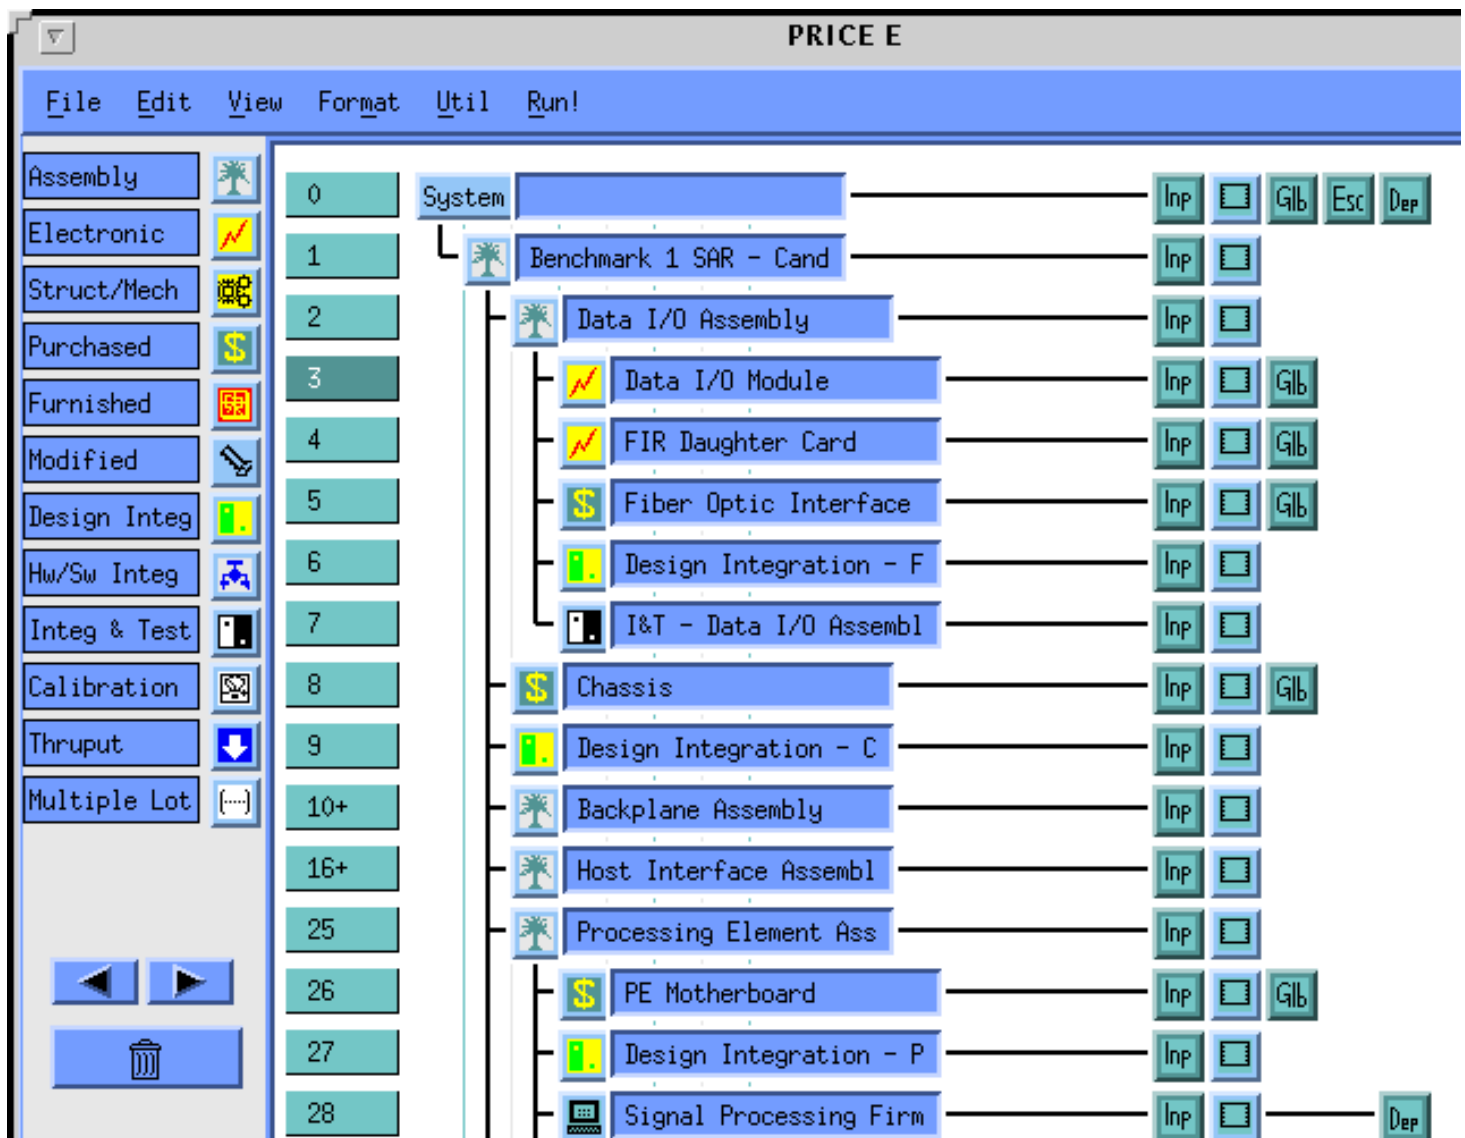 PRICE E
File Edit View Format Util Run!
Assembly
Electronic
Struct/Mech
Purchased
Furnished
Modified
Design Integ
Hw/Sw Integ
Integ & Test
Calibration
Thruput
Multiple Lot
0 System Inp Glb Esc Dep
1 Benchmark 1 SAR - Cand Inp
2 Data I/O Assembly Inp
3 Data I/O Module Inp Glb
4 FIR Daughter Card Inp Glb
5 $ Fiber Optic Interface Inp Glb
6 Design Integration - F Inp
7 I&T - Data I/O Assembl Inp
8 $ Chassis Inp Glb
9 Design Integration - C Inp
10+ Backplane Assembly Inp
16+ Host Interface Assembl Inp
25 Processing Element Ass Inp
26 $ PE Motherboard Inp Glb
27 Design Integration - P Inp
28 Signal Processing Firm Inp Dep